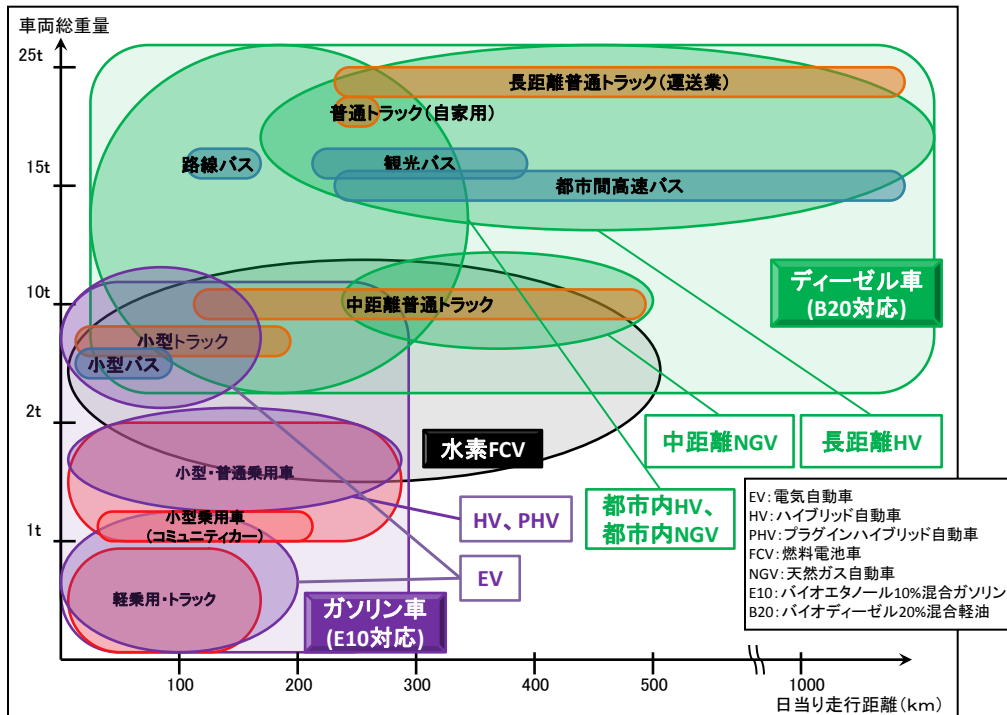 車両総重量
25t
長距離普通トラック(運送業)
普通トラック(自家用)
路線バス
観光バス
15t
都市間高速バス
ディーゼル車
(B20対応)
10t
中距離普通トラック
小型トラック
小型バス
2t
水素FCV
中距離NGV
長距離HV
小型・普通乗用車
都市内HV、
都市内NGV
小型乗用車
(コミュニティカー)
HV、PHV
1t
EV
軽乗用・トラック
ガソリン車
(E10対応)
EV:電気自動車
HV:ハイブリッド自動車
PHV:プラグインハイブリッド自動車
FCV:燃料電池車
NGV:天然ガス自動車
E10:バイオエタノール10%混合ガソリン
B20:バイオディーゼル20%混合軽油
100
200
300
400
500
1000
日当り走行距離(km)